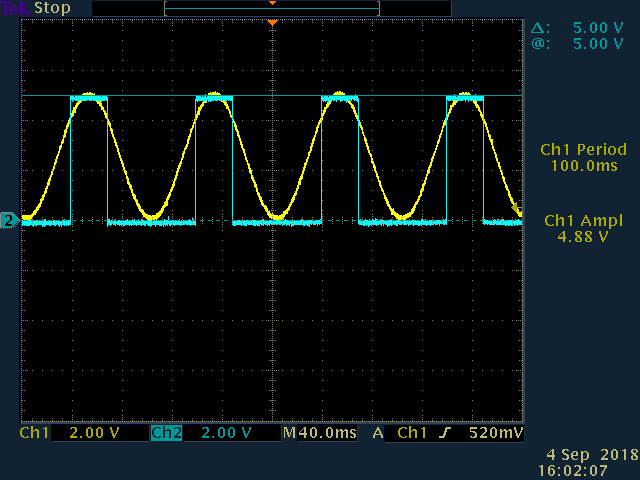 Tek Stop
Δ: 5.00 V
@: 5.00 V
Ch1 Period
100.0ms
Ch1 Ampl
4.88 V
2
Ch1 2.00 V Ch2 2.00 V M 40.0ms A Ch1 520mV
4 Sep 2018
16:02:07